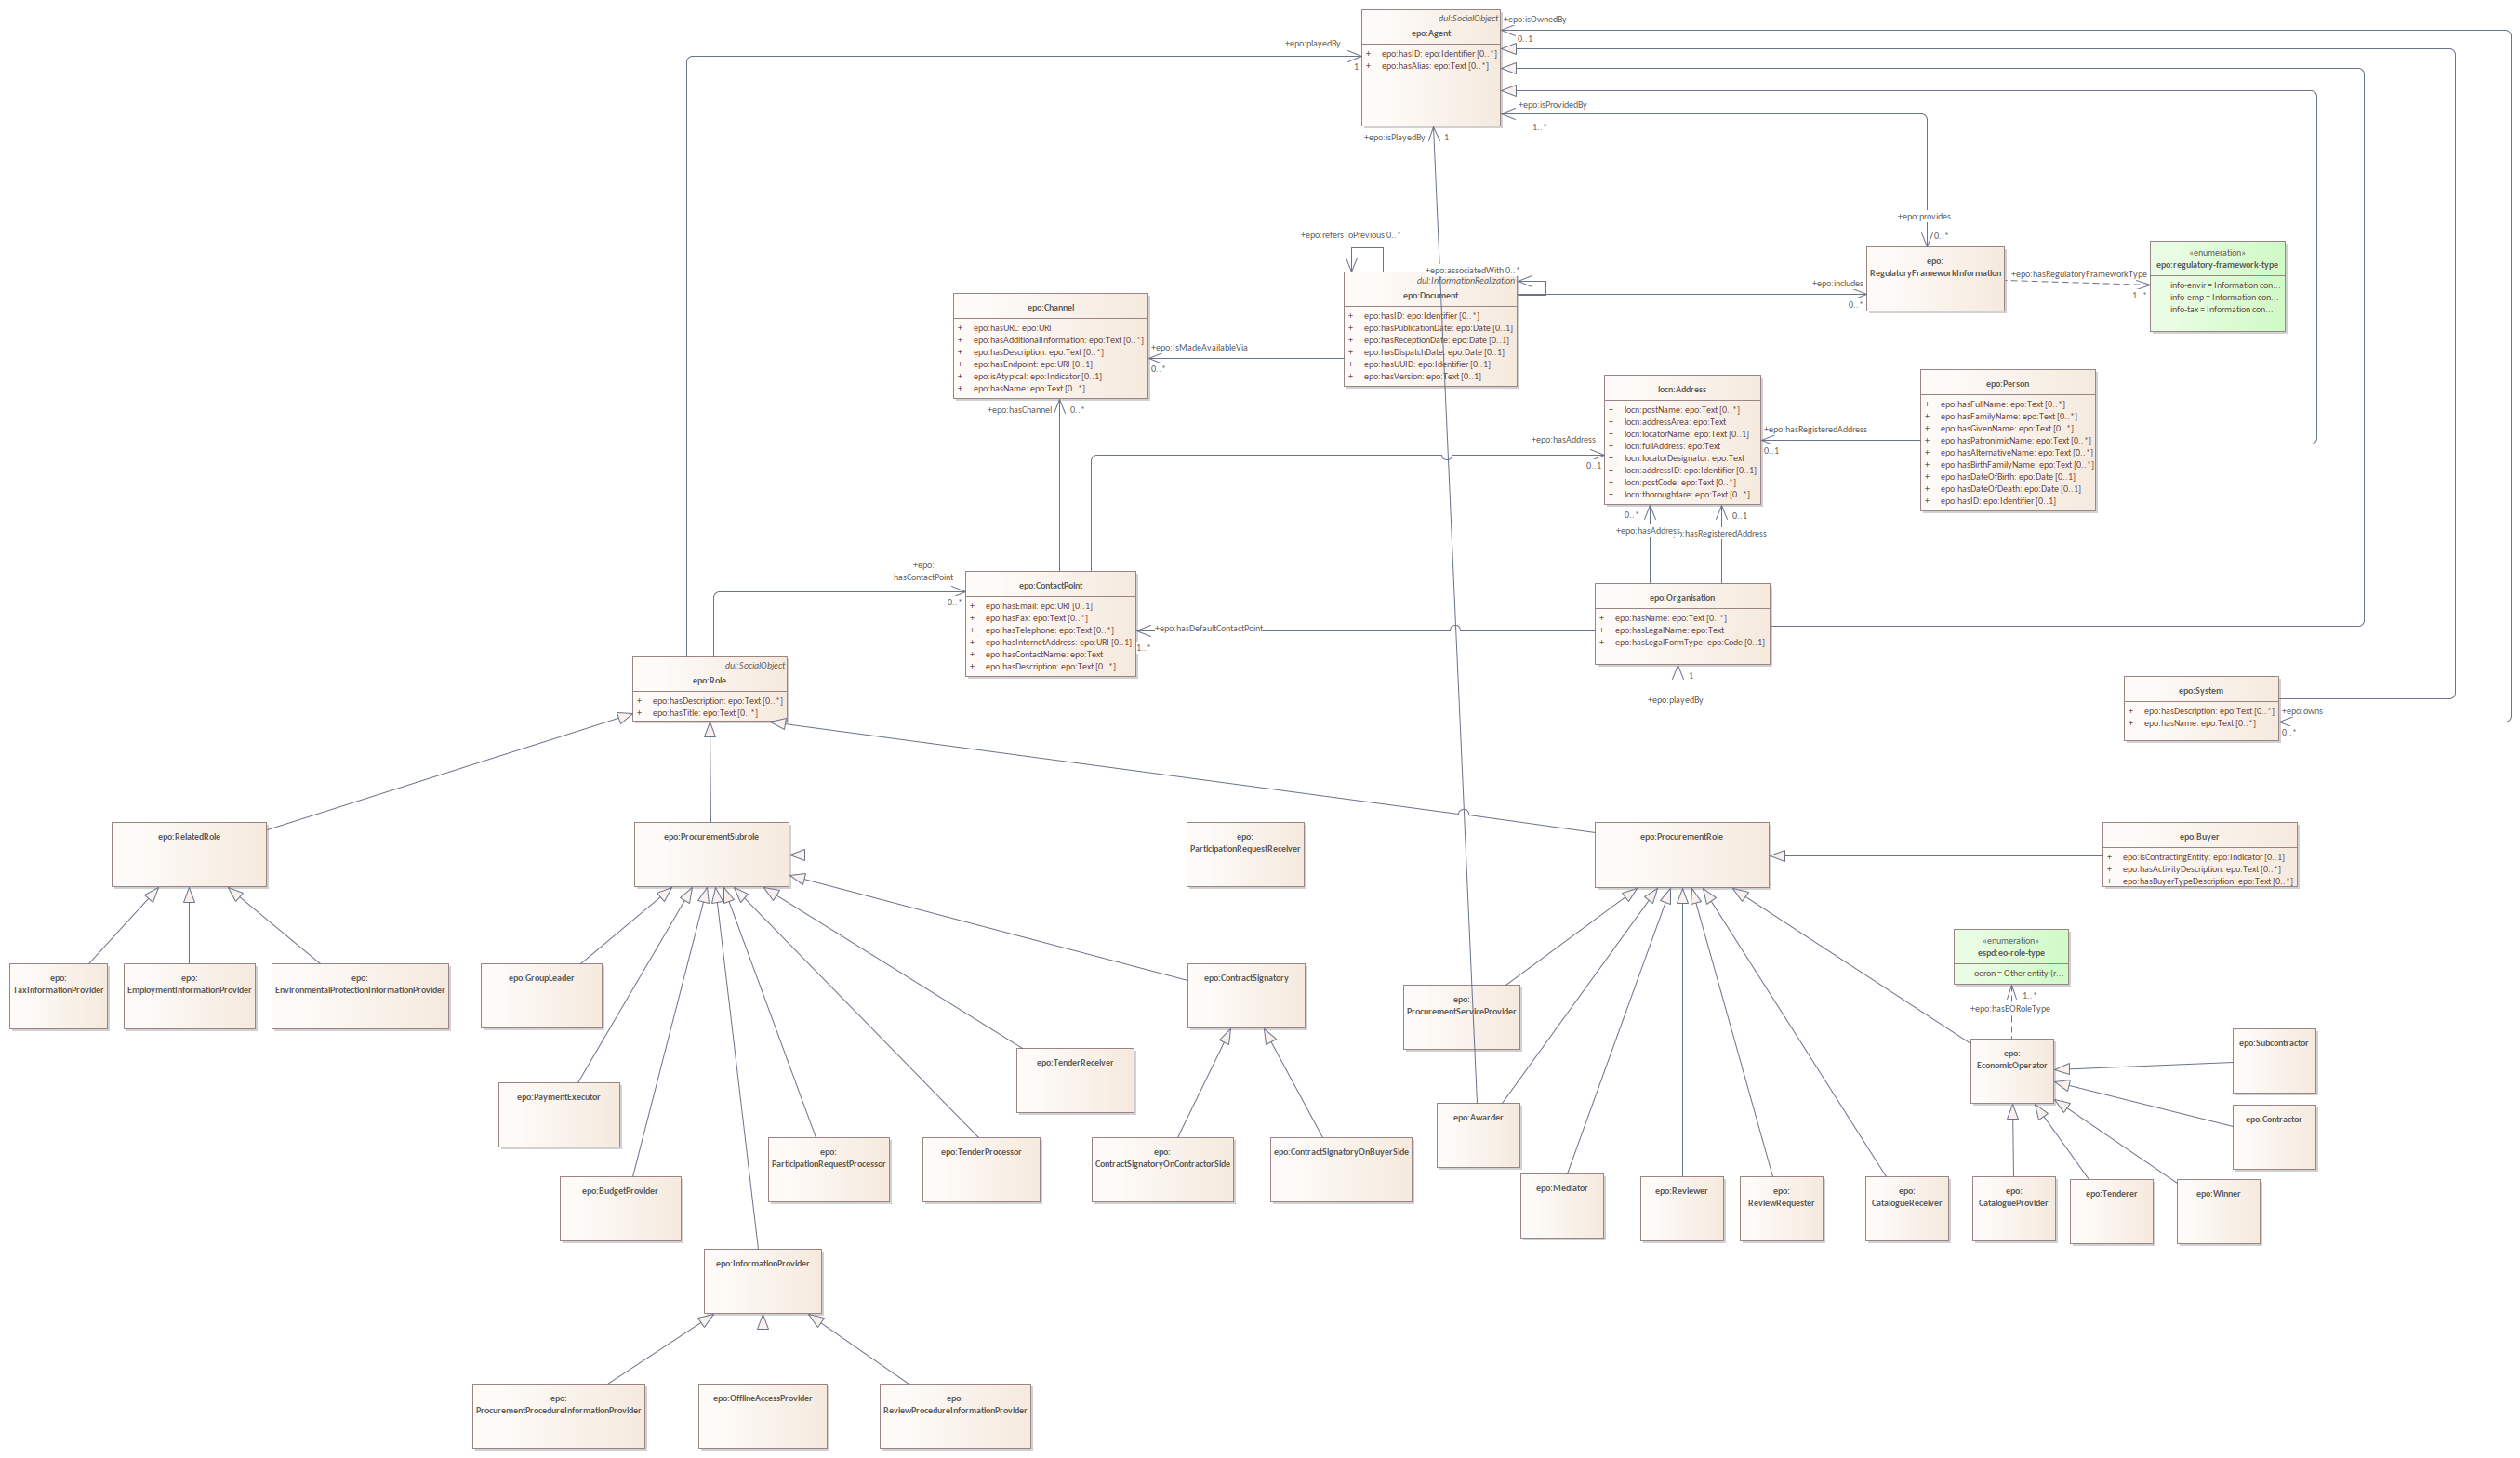 dul:SocialObject
epo:Agent
+ epo:hasID: epo:Identifier [0..*]
+ epo:hasAlias: epo:Text [0..*]
+epo:isOwnedBy
0..1
+epo:playedBy
1
+epo:isProvidedBy
1..*
+epo:isPlayedBy
1
+epo:provides
0..*
epo:
RegulatoryFrameworkInformation
+epo:hasRegulatoryFrameworkType
1..*
«enumeration»
epo:regulatory-framework-type
info-envir = Information con...
info-emp = Information con...
info-tax = Information con...
+epo:refersToPrevious 0..*
+epo:associatedWith 0..*
dul:InformationRealization
epo:Document
+ epo:hasID: epo:Identifier [0..*]
+ epo:hasPublicationDate: epo:Date [0..1]
+ epo:hasReceptionDate: epo:Date [0..1]
+ epo:hasDispatchDate: epo:Date [0..1]
+ epo:hasUUID: epo:Identifier [0..1]
+ epo:hasVersion: epo:Text [0..1]
+epo:includes
0..*
epo:Channel
+ epo:hasURL: epo:URI
+ epo:hasAdditionalInformation: epo:Text [0..*]
+ epo:hasDescription: epo:Text [0..*]
+ epo:hasEndpoint: epo:URI [0..1]
+ epo:isAtypical: epo:Indicator [0..1]
+ epo:hasName: epo:Text [0..*]
+epo:IsMadeAvailableVia
0..*
+epo:hasChannel
0..*
locn:Address
+ locn:postName: epo:Text [0..*]
+ locn:addressArea: epo:Text
+ locn:locatorName: epo:Text [0..1]
+ locn:fullAddress: epo:Text
+ locn:locatorDesignator: epo:Text
+ locn:addressID: epo:Identifier [0..1]
+ locn:postCode: epo:Text [0..*]
+ locn:thoroughfare: epo:Text [0..*]
+epo:hasAddress
0..1
+epo:hasRegisteredAddress
0..1
epo:Person
+ epo:hasFullName: epo:Text [0..*]
+ epo:hasFamilyName: epo:Text [0..*]
+ epo:hasGivenName: epo:Text [0..*]
+ epo:hasPatronimicName: epo:Text [0..*]
+ epo:hasAlternativeName: epo:Text [0..*]
+ epo:hasBirthFamilyName: epo:Text [0..*]
+ epo:hasDateOfBirth: epo:Date [0..1]
+ epo:hasDateOfDeath: epo:Date [0..1]
+ epo:hasID: epo:Identifier [0..1]
0..*
0..1
+epo:hasAddress
:hasRegisteredAddress
+epo:
hasContactPoint
0..*
epo:ContactPoint
+ epo:hasEmail: epo:URI [0..1]
+ epo:hasFax: epo:Text [0..*]
+ epo:hasTelephone: epo:Text [0..*]
+ epo:hasInternetAddress: epo:URI [0..1]
+ epo:hasContactName: epo:Text
+ epo:hasDescription: epo:Text [0..*]
+epo:hasDefaultContactPoint
1..*
epo:Organisation
+ epo:hasName: epo:Text [0..*]
+ epo:hasLegalName: epo:Text
+ epo:hasLegalFormType: epo:Code [0..1]
1
+epo:playedBy
dul:SocialObject
epo:Role
+ epo:hasDescription: epo:Text [0..*]
+ epo:hasTitle: epo:Text [0..*]
epo:System
+ epo:hasDescription: epo:Text [0..*]
+ epo:hasName: epo:Text [0..*]
+epo:owns
0..*
epo:RelatedRole
epo:ProcurementSubrole
epo:
ParticipationRequestReceiver
epo:ProcurementRole
epo:Buyer
+ epo:isContractingEntity: epo:Indicator [0..1]
+ epo:hasActivityDescription: epo:Text [0..*]
+ epo:hasBuyerTypeDescription: epo:Text [0..*]
«enumeration»
espd:eo-role-type
oeron = Other entity (r...
1..*
+epo:hasEORoleType
epo:
TaxInformationProvider
epo:
EmploymentInformationProvider
epo:
EnvironmentalProtectionInformationProvider
epo:GroupLeader
epo:ContractSignatory
epo:
ProcurementServiceProvider
epo:
EconomicOperator
epo:Subcontractor
epo:TenderReceiver
epo:PaymentExecutor
epo:Awarder
epo:Contractor
epo:
ParticipationRequestProcessor
epo:TenderProcessor
epo:
ContractSignatoryOnContractorSide
epo:ContractSignatoryOnBuyerSide
epo:BudgetProvider
epo:Mediator
epo:Reviewer
epo:
ReviewRequester
epo:
CatalogueReceiver
epo:
CatalogueProvider
epo:Tenderer
epo:Winner
epo:InformationProvider
epo:
ProcurementProcedureInformationProvider
epo:OfflineAccessProvider
epo:
ReviewProcedureInformationProvider